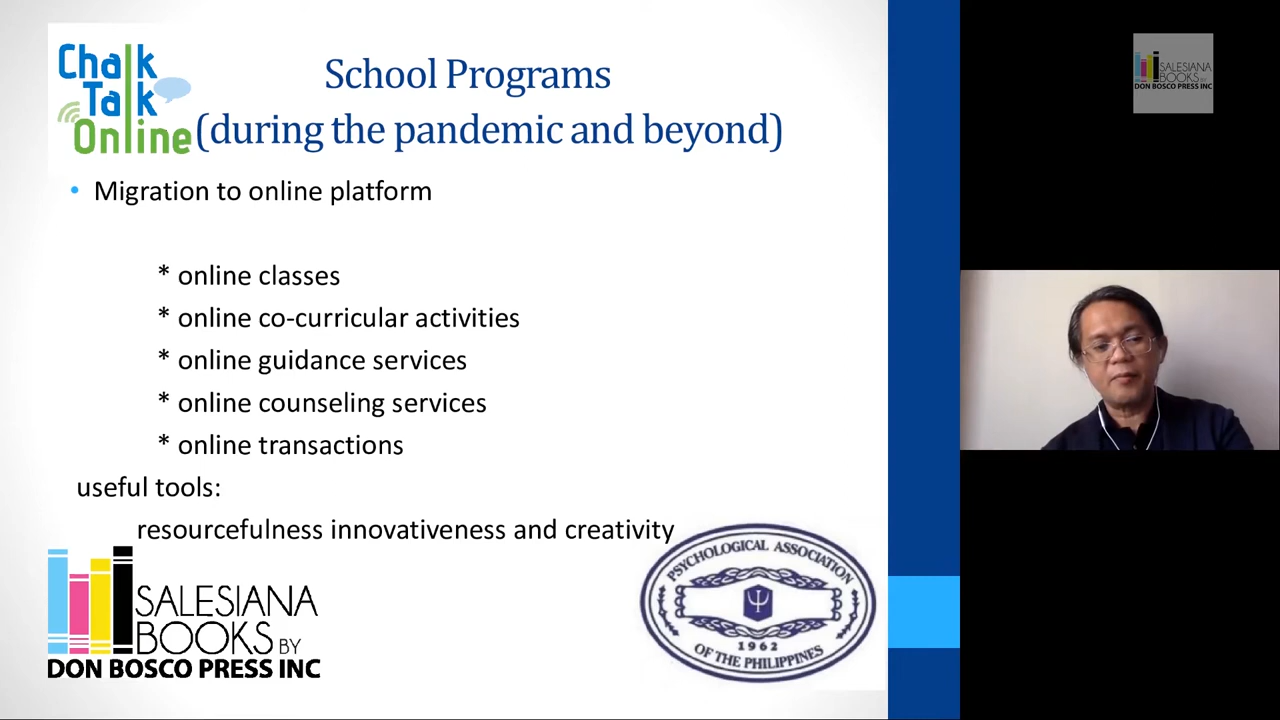 Chalk
Talk
Online
School Programs
(during the pandemic and beyond)
• Migration to online platform
* online classes
* online co-curricular activities
* online guidance services
* online counseling services
* online transactions
useful tools:
resourcefulness innovativeness and creativity
SALESIANA
BOOKS BY
DON BOSCO PRESS INC
PSYCHOLOGICAL ASSOCIATION
Ψ
1962
OF THE PHILIPPINES
SALESIANA
BOOKS BY
DON BOSCO PRESS INC